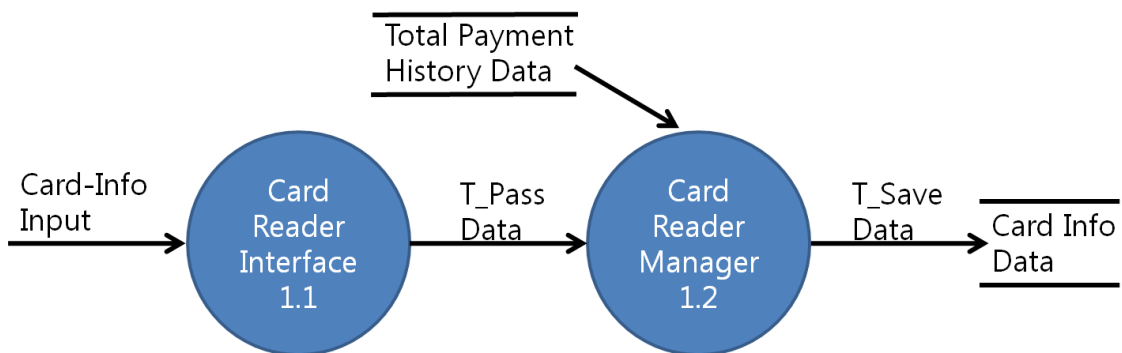 Total Payment
History Data
Card-Info
Input
Card
Reader
Interface
1.1
T_Pass
Data
Card
Reader
Manager
1.2
T_Save
Data
Card Info
Data